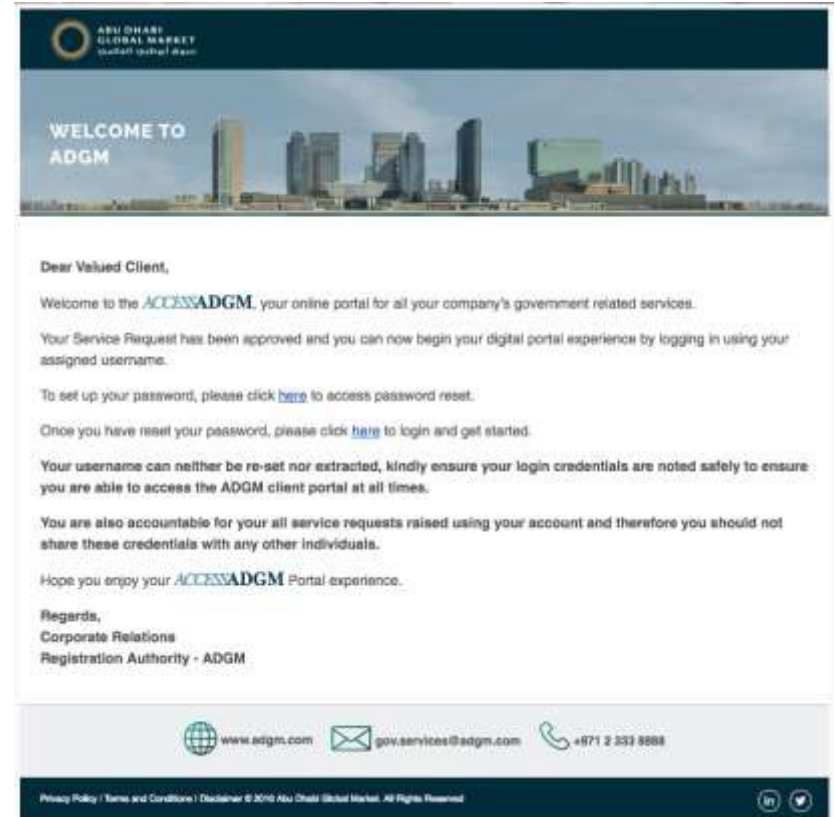 ABU DHABI
GLOBAL MARKET
سوق أبوظبي العالمي
WELCOME TO
ADGM
Dear Valued Client,
Welcome to the ACCESSADGM, your online portal for all your company's government related services.
Your Service Request has been approved and you can now begin your digital portal experience by logging in using your
assigned username.
To set up your password, please click here to access password reset.
Once you have reset your password, please click here to login and get started.
Your username can neither be re-set nor extracted, kindly ensure your login credentials are noted safely to ensure
you are able to access the ADGM client portal at all times.
You are also accountable for your all service requests raised using your account and therefore you should not
share these credentials with any other individuals.
Hope you enjoy your ACCESSADGM Portal experience.
Regards,
Corporate Relations
Registration Authority - ADGM
www.adgm.com gov.services@adgm.com +971 2 333 8888
Privacy Policy | Terms and Conditions | Disclaimer © 2016 Abu Dhabi Global Market. All Rights Reserved
in